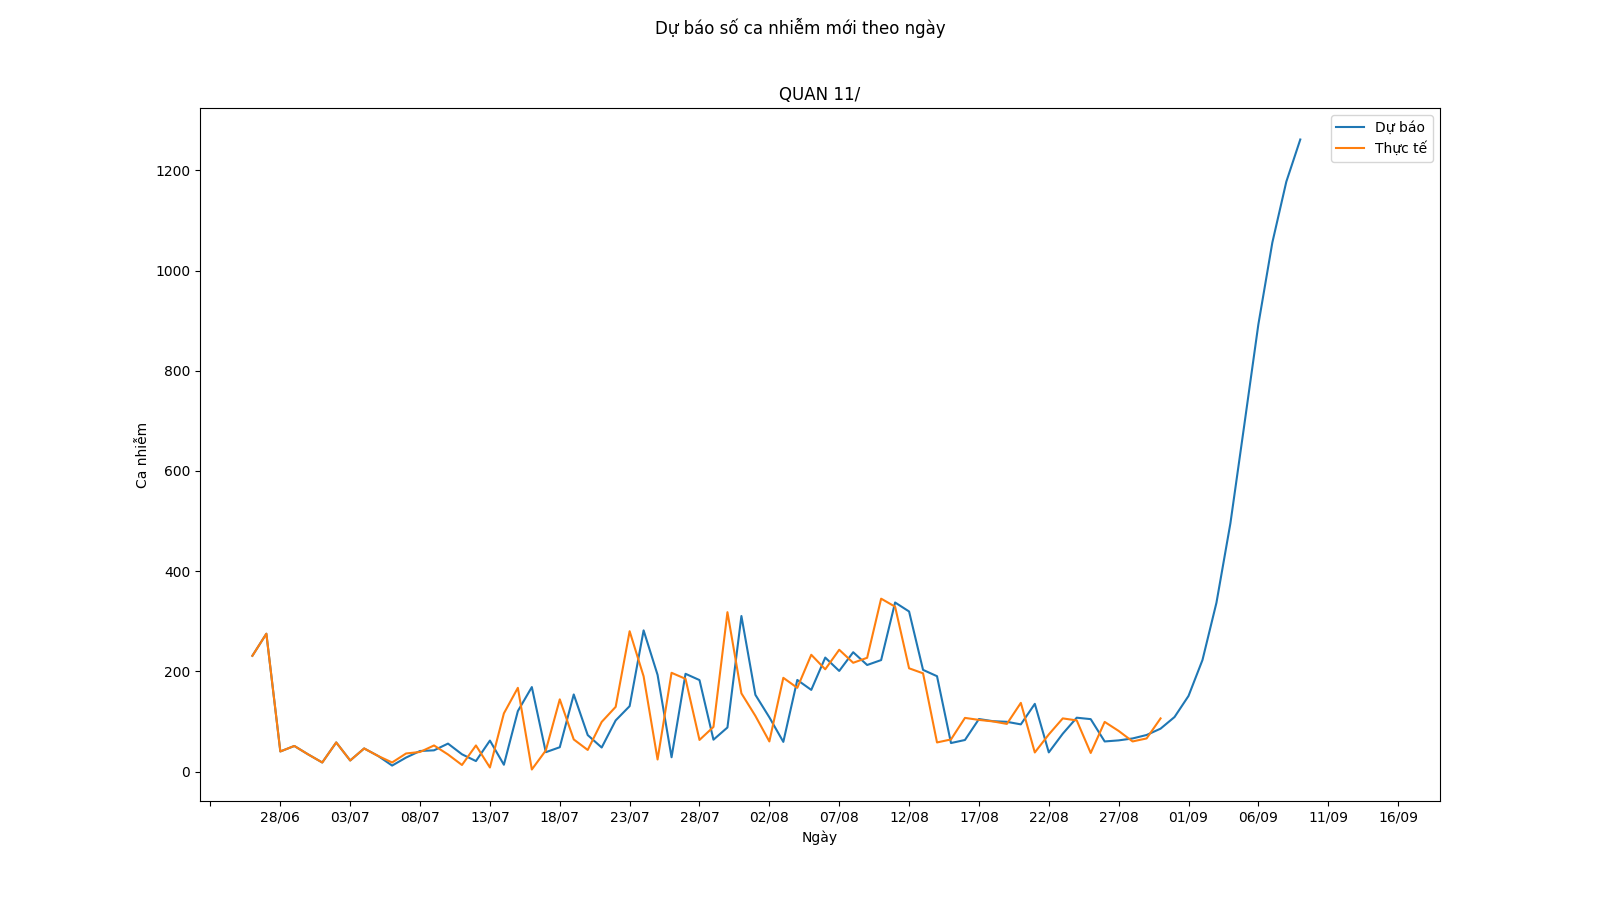 Dự báo số ca nhiễm mới theo ngày
QUAN 11/
Dự báo
Thực tế
1200
1000
800
600
400
200
0
Ca nhiễm
28/06 03/07 08/07 13/07 18/07 23/07 28/07 02/08 07/08 12/08 17/08 22/08 27/08 01/09 06/09 11/09 16/09
Ngày